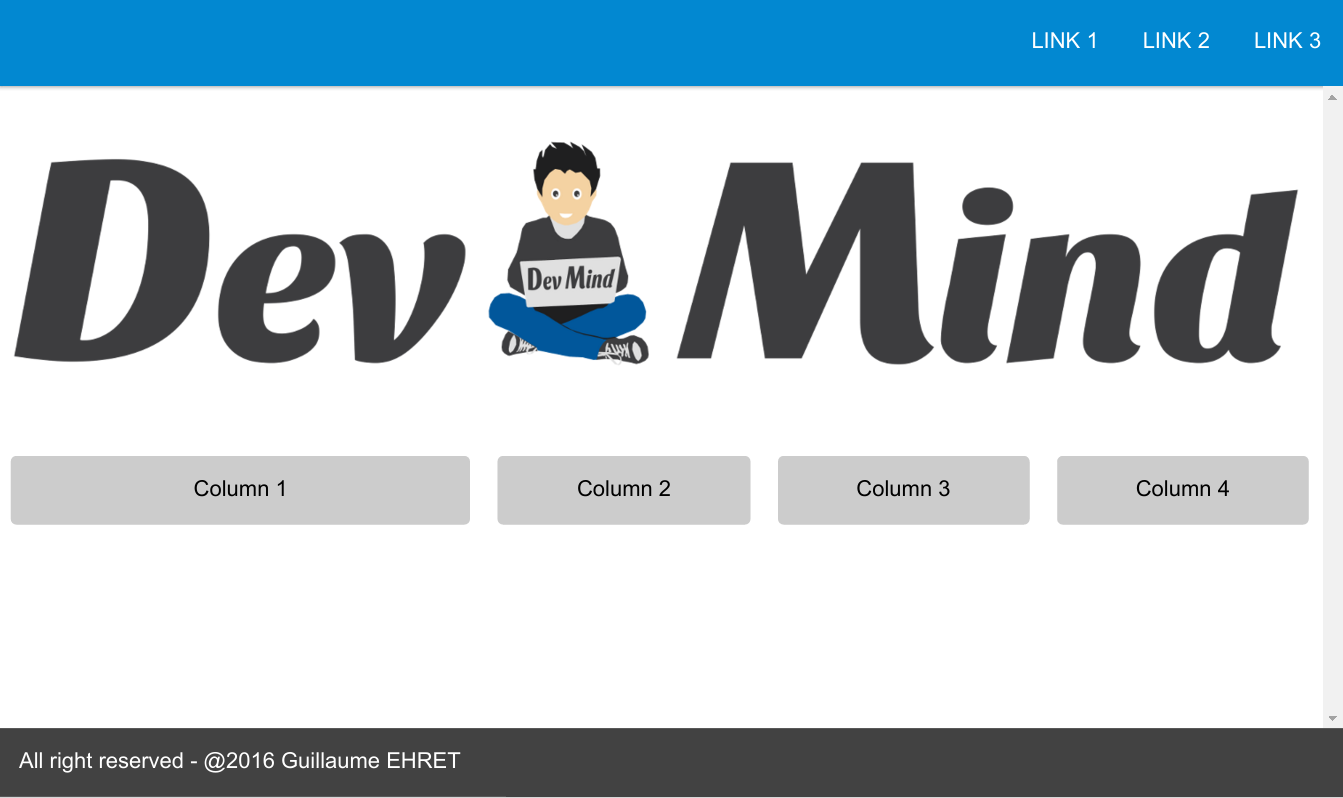 LINK 1 LINK 2 LINK 3
Dev Mind
Dev Mind
Column 1 Column 2 Column 3 Column 4
All right reserved - @2016 Guillaume EHRET